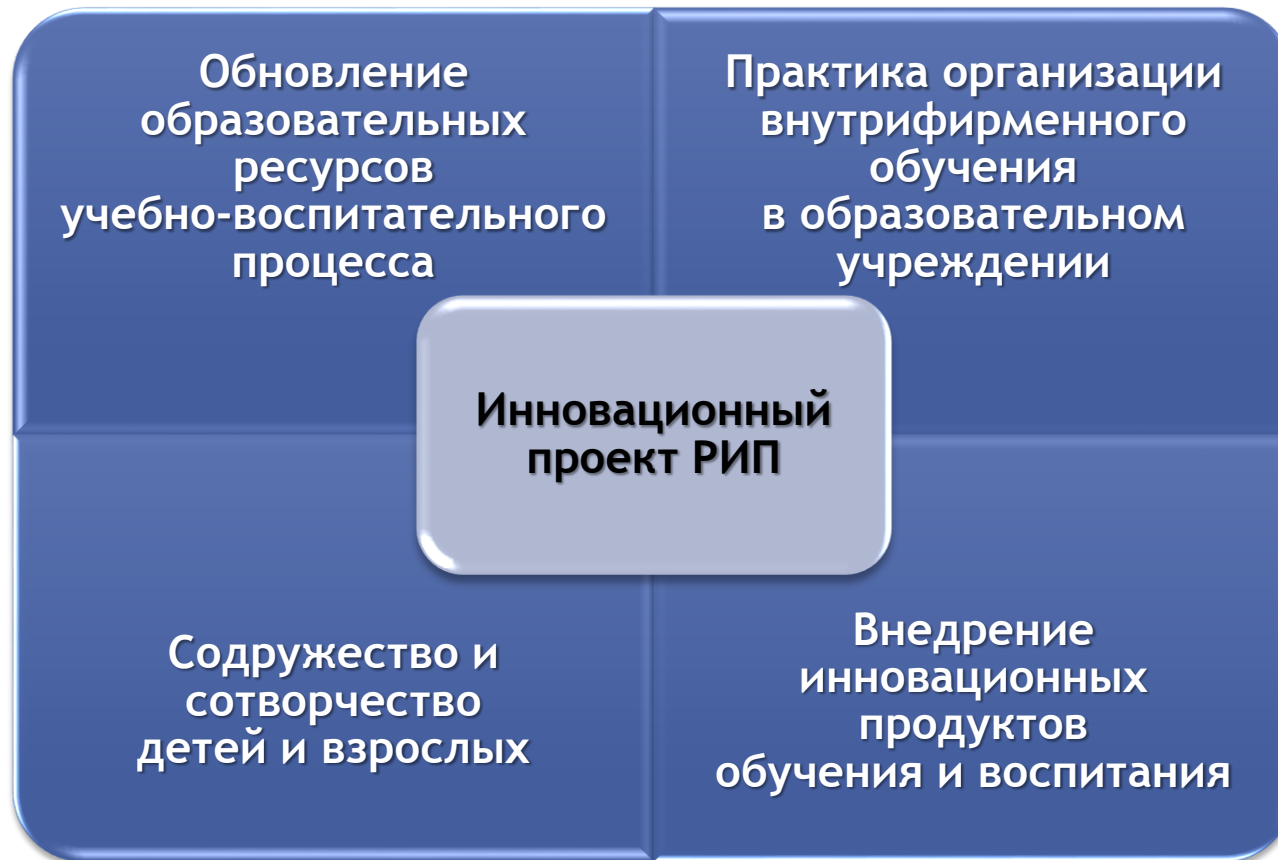 Обновление
образовательных
ресурсов
учебно-воспитательного
процесса
Практика организации
внутрифирменного
обучения
в образовательном
учреждении
Инновационный
проект РИП
Содружество и
сотворчество
детей и взрослых
Внедрение
инновационных
продуктов
обучения и воспитания